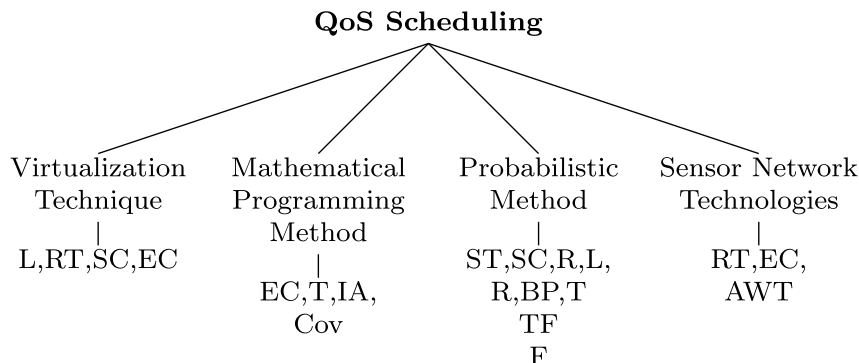 QoS Scheduling
Virtualization
Technique
L,RT,SC,EC
Mathematical
Programming
Method
EC,T,IA,
Cov
Probabilistic
Method
ST,SC,R,L,
R,BP,T
TF
Sensor Network
Technologies
RT,EC,
AWT